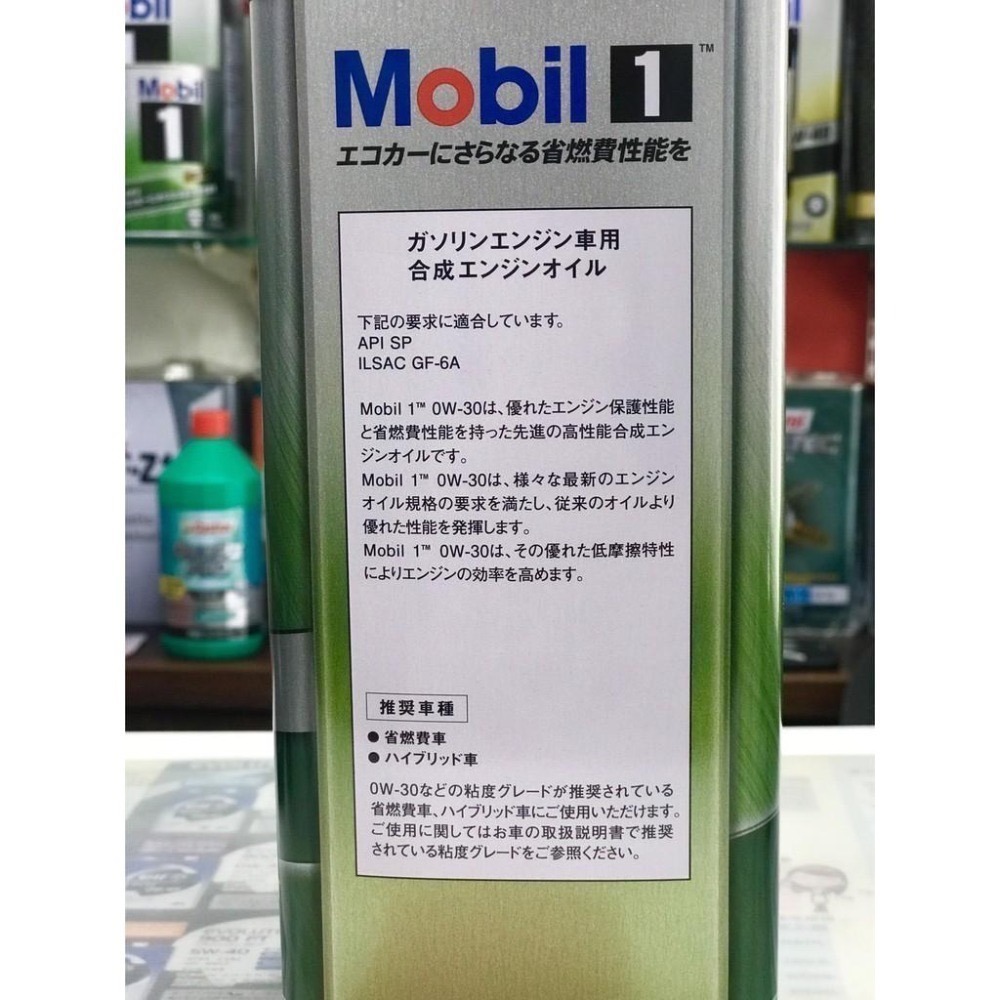 Mobil 1™
エコカーにさらなる省燃費性能を
ガソリンエンジン車用
合成エンジンオイル
下記の要求に適合しています。
API SP
ILSAC GF-6A
Mobil 1™ 0W-30は、優れたエンジン保護性能
と省燃費性能を持った先進の高性能合成エン
ジンオイルです。
Mobil 1™ 0W-30は、様々な最新のエンジン
オイル規格の要求を満たし、従来のオイルより
優れた性能を発揮します。
Mobil 1™ 0W-30は、その優れた低摩擦特性
によりエンジンの効率を高めます。
推奨車種
● 省燃費車
● ハイブリッド車
0W-30などの粘度グレードが推奨されている
省燃費車、ハイブリッド車にご使用いただけます。
ご使用に関してはお車の取扱説明書で推奨
されている粘度グレードをご参照ください。
Mobil
Mobil
1